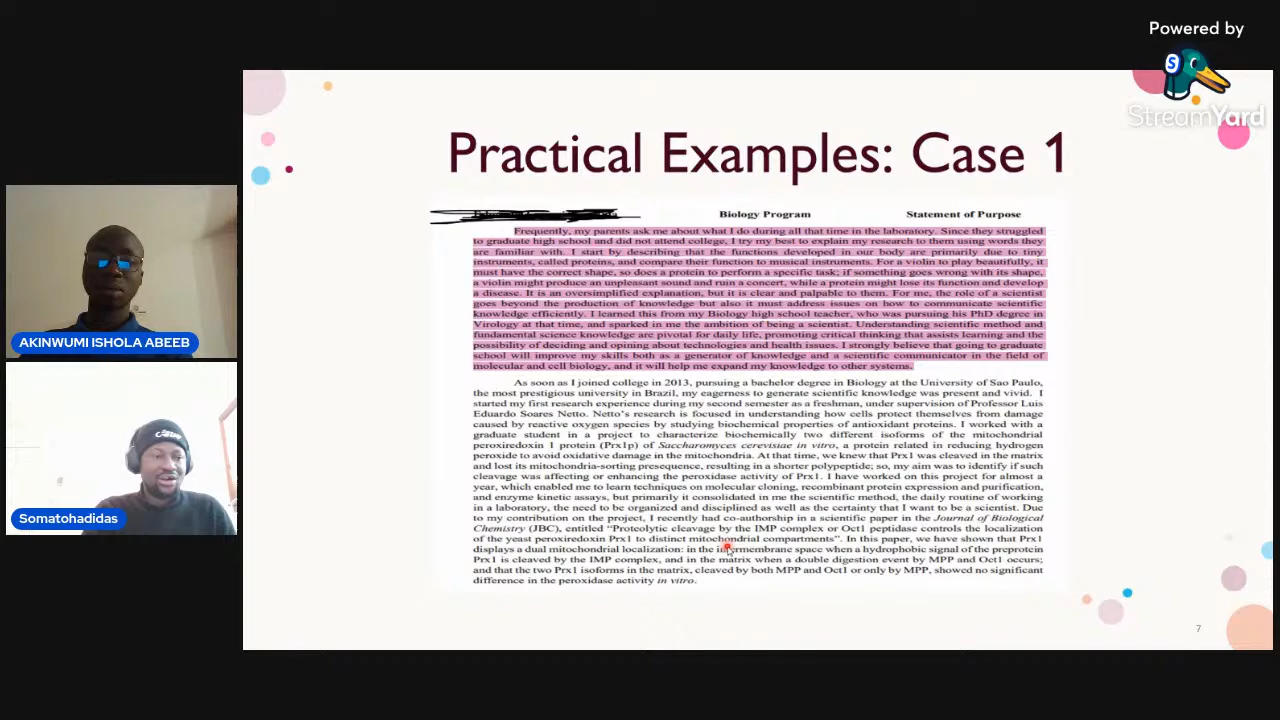 Powered by
StreamYard
Practical Examples: Case 1
Biology Program
Statement of Purpose
Frequently, my parents ask me about what I do during all that time in the laboratory. Since they struggled
to graduate high school and did not attend college, I try my best to explain my research to them using words they
are familiar with. I start by describing that the functions developed in our body are primarily due to tiny
instruments, called proteins, and compare their function to musical instruments. For a violin to play beautifully, it
must have the correct shape, so does a protein to perform a specific task; if something goes wrong with its shape,
a violin might produce an unpleasant sound and ruin a concert, while a protein might lose its function and develop
a disease. It is an oversimplified explanation, but it is clear and palpable to them. For me, the role of a scientist
goes beyond the production of knowledge but also it must address issues on how to communicate scientific
knowledge efficiently. I learned this from my Biology high school teacher, who was pursuing his PhD degree in
Virology at that time, and sparked in me the ambition of being a scientist. Understanding scientific method and
fundamental science knowledge are pivotal for daily life, promoting critical thinking that assists learning and the
possibility of deciding and opining about technologies and health issues. I strongly believe that going to graduate
school will improve my skills both as a generator of knowledge and a scientific communicator in the field of
molecular and cell biology, and it will help me expand my knowledge to other systems.
As soon as I joined college in 2013, pursuing a bachelor degree in Biology at the University of Sao Paulo,
the most prestigious university in Brazil, my eagerness to generate scientific knowledge was present and vivid. I
started my first research experience during my second semester as a freshman, under supervision of Professor Luis
Eduardo Soares Netto. Netto's research is focused in understanding how cells protect themselves from damage
caused by reactive oxygen species by studying biochemical properties of antioxidant proteins. I worked with a
graduate student in a project to characterize biochemically two different isoforms of the mitochondrial
peroxiredoxin 1 protein (Prx1p) of Saccharomyces cerevisiae in vitro, a protein related in reducing hydrogen
peroxide to avoid oxidative damage in the mitochondria. At that time, we knew that Prx1 was cleaved in the matrix
and lost its mitochondria-sorting presequence, resulting in a shorter polypeptide; so, my aim was to identify if such
cleavage was affecting or enhancing the peroxidase activity of Prx1. I have worked on this project for almost a
year, which enabled me to learn techniques on molecular cloning, recombinant protein expression and purification,
and enzyme kinetic assays, but primarily it consolidated in me the scientific method, the daily routine of working
in a laboratory, the need to be organized and disciplined as well as the certainty that I want to be a scientist. Due
to my contribution on the project, I recently had co-authorship in a scientific paper in the Journal of Biological
Chemistry (JBC), entitled "Proteolytic cleavage by the IMP complex or Oct1 peptidase controls the localization
of the yeast peroxiredoxin Prx1 to distinct mitochondrial compartments". In this paper, we have shown that Prx1
displays a dual mitochondrial localization: in the intermembrane space when a hydrophobic signal of the preprotein
Prx1 is cleaved by the IMP complex, and in the matrix when a double digestion event by MPP and Oct1 occurs;
and that the two Prx1 isoforms in the matrix, cleaved by both MPP and Oct1 or only by MPP, showed no significant
difference in the peroxidase activity in vitro.
7
AKINWUMI ISHOLA ABEEB
Somatohadidas